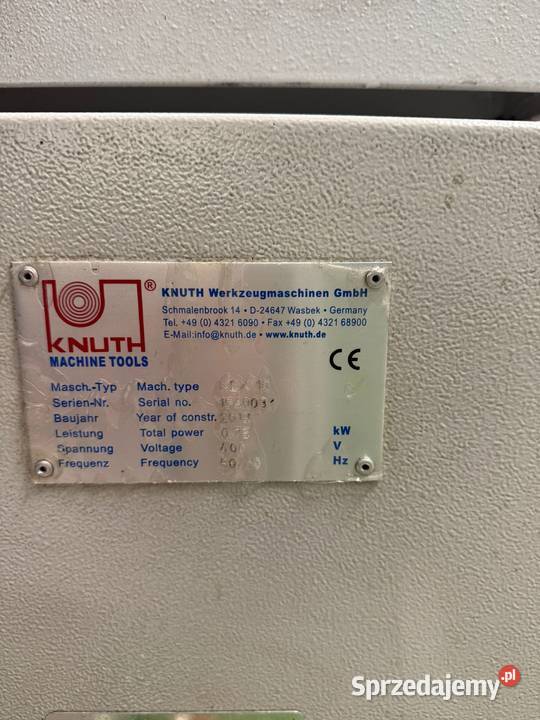 KNUTH
MACHINE TOOLS
®
KNUTH Werkzeugmaschinen GmbH
Schmalenbrook 14 • D-24647 Wasbek • Germany
Tel. +49 (0) 4321 6090 • Fax +49 (0) 4321 68900
E-Mail:info@knuth.de • www.knuth.de
CE
Masch.-Typ Mach. type
Serien-Nr. Serial no.
Baujahr Year of constr.
Leistung Total power kW
Spannung Voltage V
Frequenz Frequency Hz
Sprzedajemy.pl